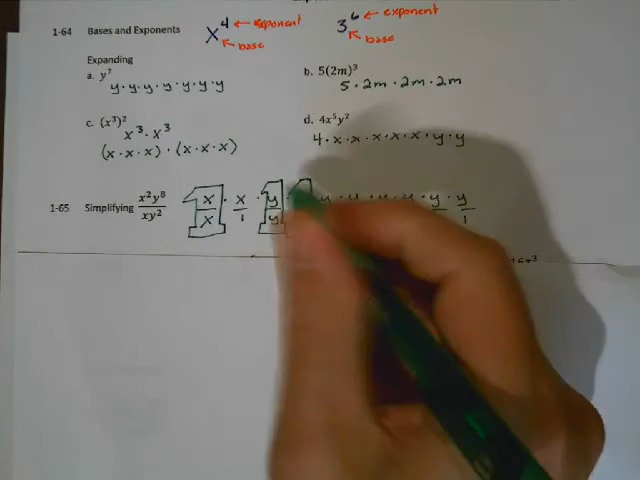 1-64 Bases and Exponents x⁴ ← exponent 3⁶ ← exponent
← base ← base
Expanding
a. y⁷ b. 5(2m)³
y · y · y · y · y · y · y 5 · 2m · 2m · 2m
c. (x³)² d. 4x⁵y²
x³ · x³ 4 · x · x · x · x · x · y · y
(x · x · x) · (x · x · x)
1-65 Simplifying x²y⁸/xy² x/x · x/1 · y/y · y · y · y · y · y/1 · y/1